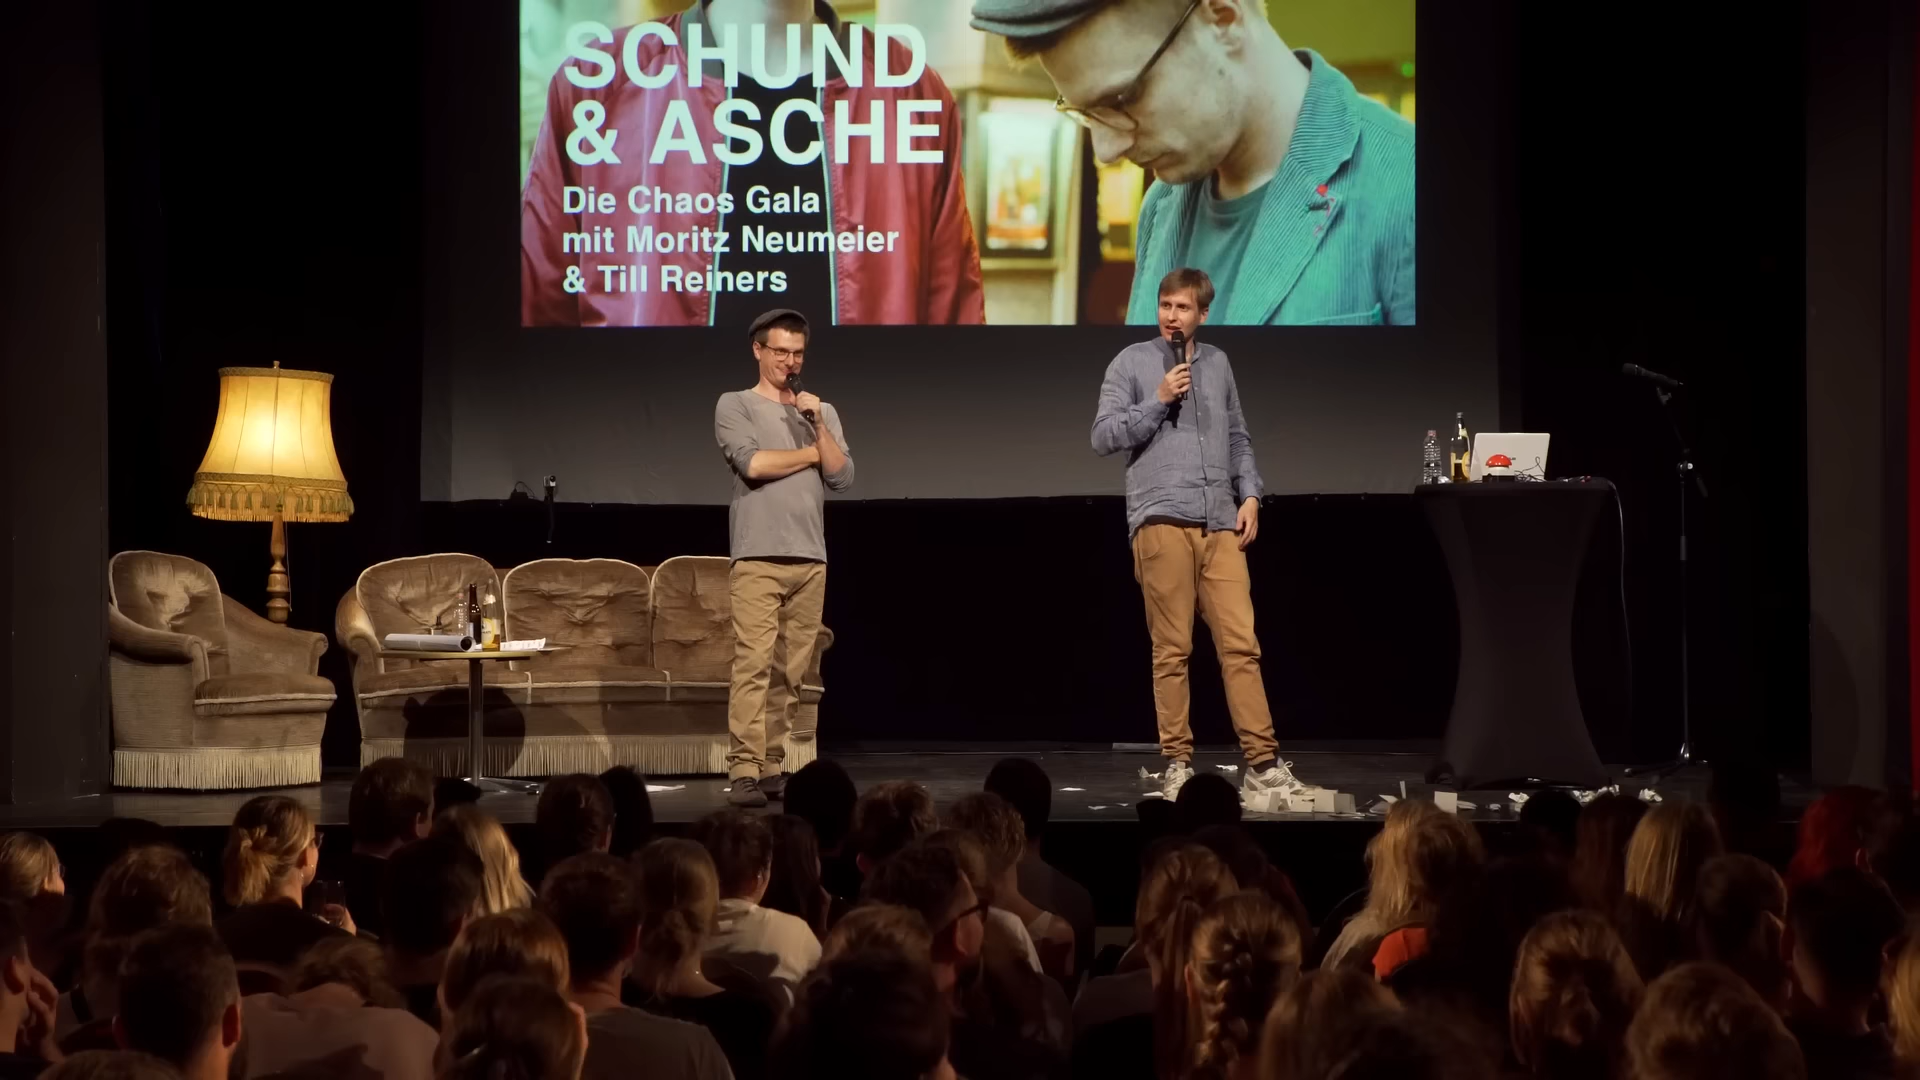 SCHUND
& ASCHE
Die Chaos Gala
mit Moritz Neumeier
& Till Reiners